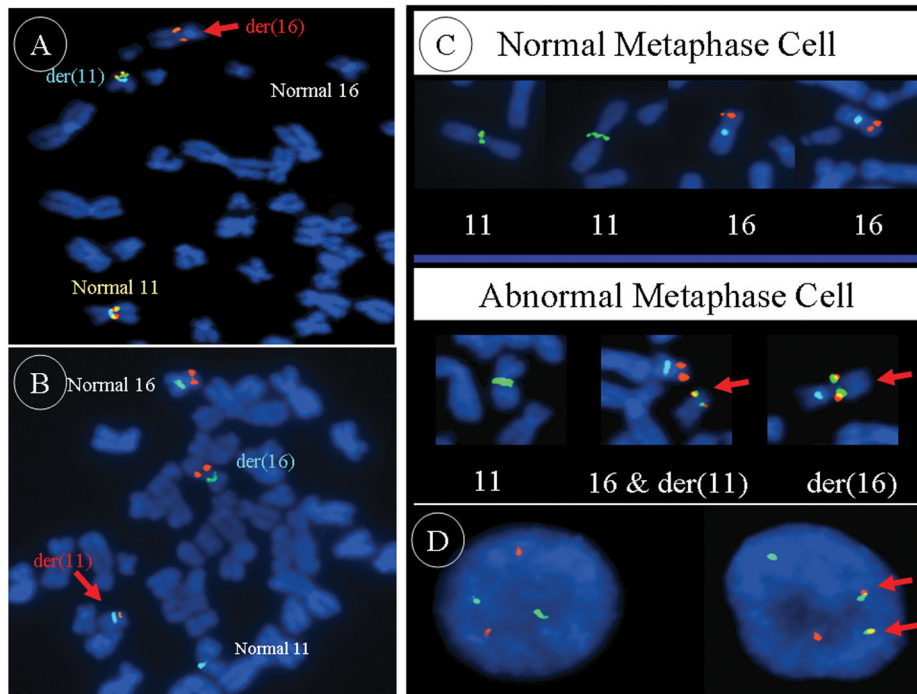 A
der(16)
der(11)
Normal 16
Normal 11
B
Normal 16
der(16)
der(11)
Normal 11
C
Normal Metaphase Cell
11 11 16 16
Abnormal Metaphase Cell
11 16 & der(11) der(16)
D